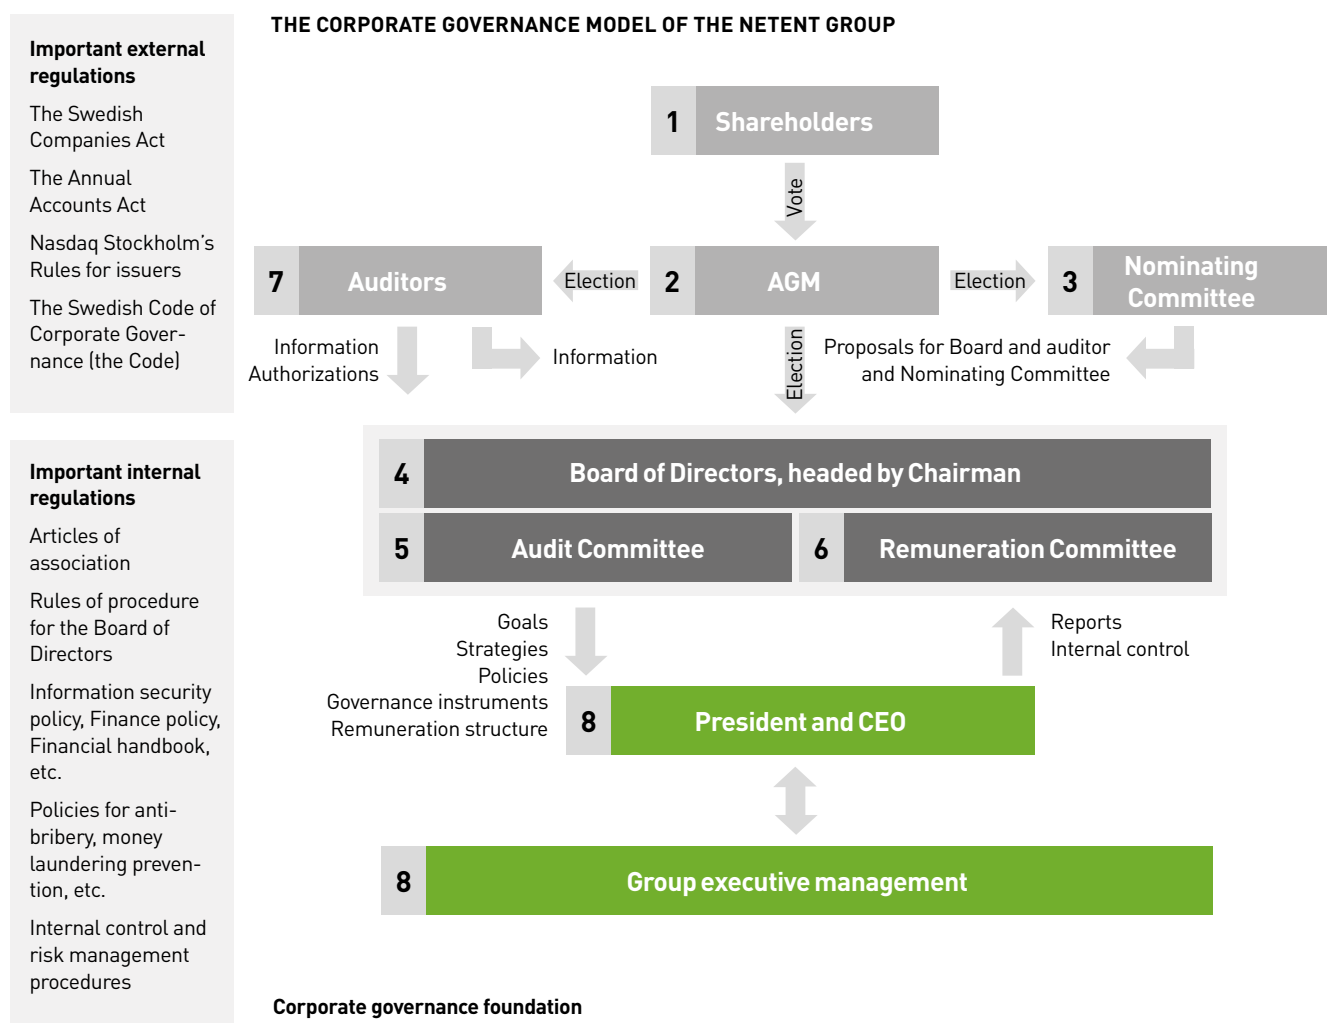 THE CORPORATE GOVERNANCE MODEL OF THE NETENT GROUP
Important external
regulations
The Swedish
Companies Act
The Annual
Accounts Act
Nasdaq Stockholm’s
Rules for issuers
The Swedish Code of
Corporate Gover-
nance (the Code)
Important internal
regulations
Articles of
association
Rules of procedure
for the Board of
Directors
Information security
policy, Finance policy,
Financial handbook,
etc.
Policies for anti-
bribery, money
laundering preven-
tion, etc.
Internal control and
risk management
procedures
1 Shareholders
Vote
7 Auditors
Election
2 AGM
Election
3 Nominating
Committee
Information
Authorizations
Information
Election
Proposals for Board and auditor
and Nominating Committee
4 Board of Directors, headed by Chairman
5 Audit Committee
6 Remuneration Committee
Goals
Strategies
Policies
Governance instruments
Remuneration structure
Reports
Internal control
8 President and CEO
8 Group executive management
Corporate governance foundation